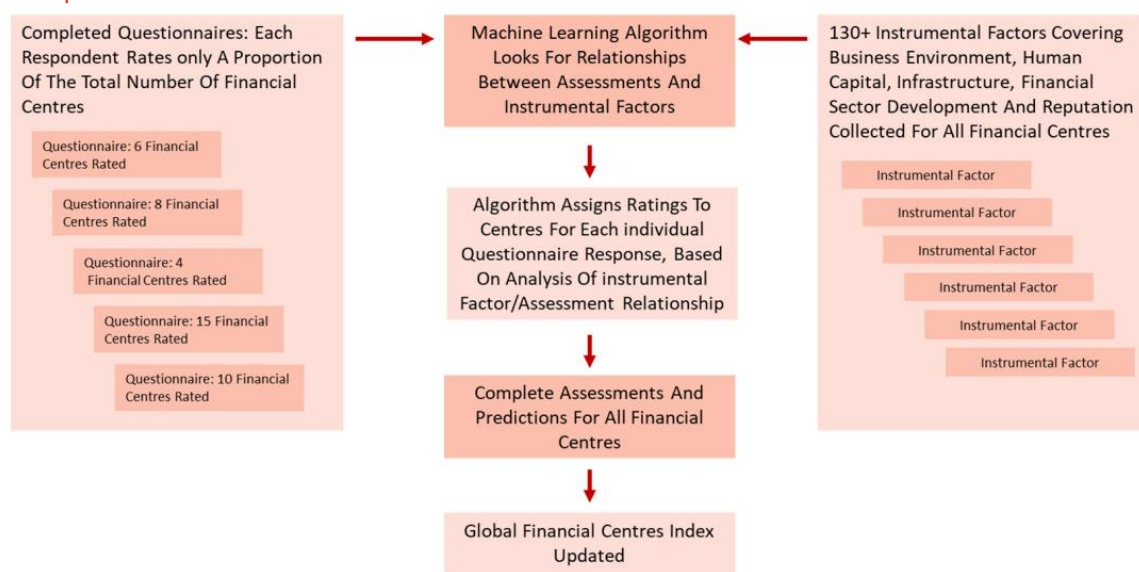 Completed Questionnaires: Each
Respondent Rates only A Proportion
Of The Total Number Of Financial
Centres
Questionnaire: 6 Financial
Centres Rated
Questionnaire: 8 Financial
Centres Rated
Questionnaire: 4
Financial Centres Rated
Questionnaire: 15 Financial
Centres Rated
Questionnaire: 10 Financial
Centres Rated
Machine Learning Algorithm
Looks For Relationships
Between Assessments And
Instrumental Factors
Algorithm Assigns Ratings To
Centres For Each individual
Questionnaire Response, Based
On Analysis Of instrumental
Factor/Assessment Relationship
Complete Assessments And
Predictions For All Financial
Centres
Global Financial Centres Index
Updated
130+ Instrumental Factors Covering
Business Environment, Human
Capital, Infrastructure, Financial
Sector Development And Reputation
Collected For All Financial Centres
Instrumental Factor
Instrumental Factor
Instrumental Factor
Instrumental Factor
Instrumental Factor
Instrumental Factor